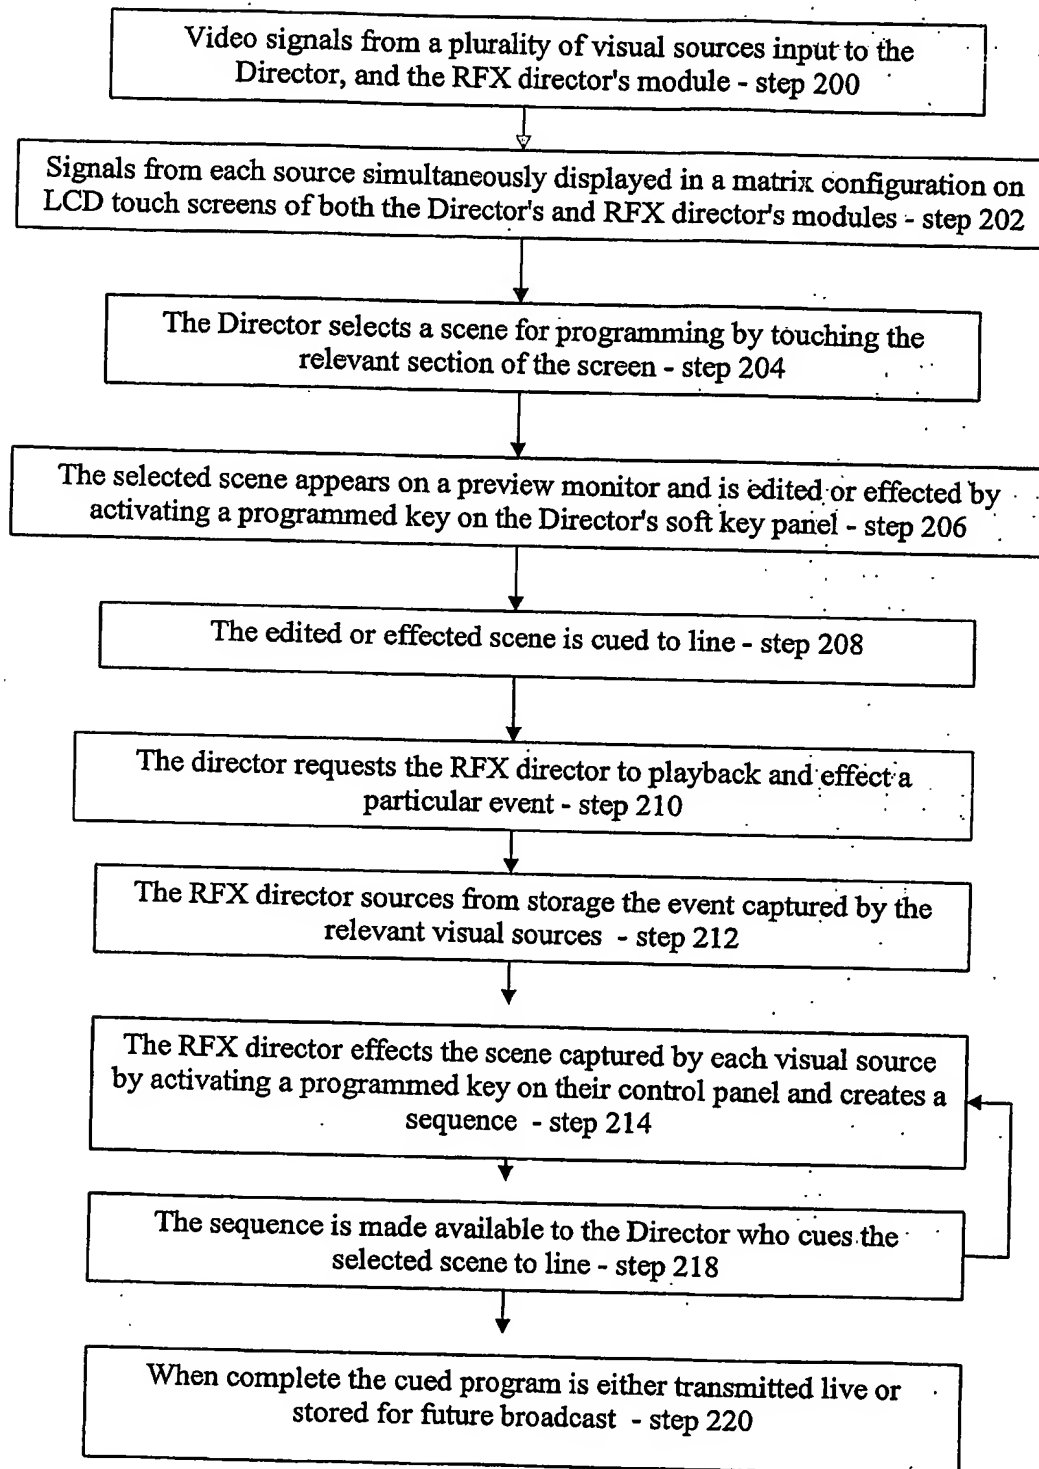 Video signals from a plurality of visual sources input to the
Director, and the RFX director's module - step 200
Signals from each source simultaneously displayed in a matrix configuration on
LCD touch screens of both the Director's and RFX director's modules - step 202
The Director selects a scene for programming by touching the
relevant section of the screen - step 204
The selected scene appears on a preview monitor and is edited or effected by
activating a programmed key on the Director's soft key panel - step 206
The edited or effected scene is cued to line - step 208
The director requests the RFX director to playback and effect a
particular event - step 210
The RFX director sources from storage the event captured by the
relevant visual sources - step 212
The RFX director effects the scene captured by each visual source
by activating a programmed key on their control panel and creates a
sequence - step 214
The sequence is made available to the Director who cues the
selected scene to line - step 218
When complete the cued program is either transmitted live or
stored for future broadcast - step 220